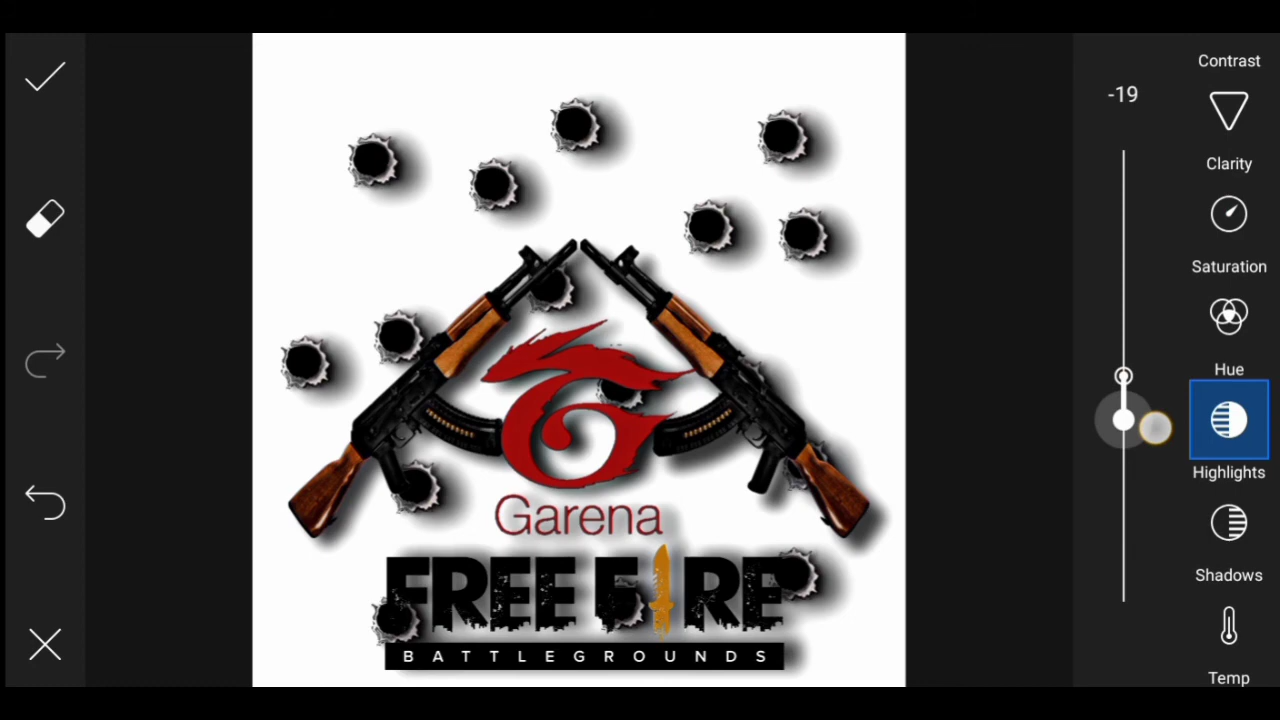 Contrast
-19
Clarity
Saturation
Hue
Highlights
Shadows
Temp
Garena
FREE FIRE
BATTLEGROUNDS